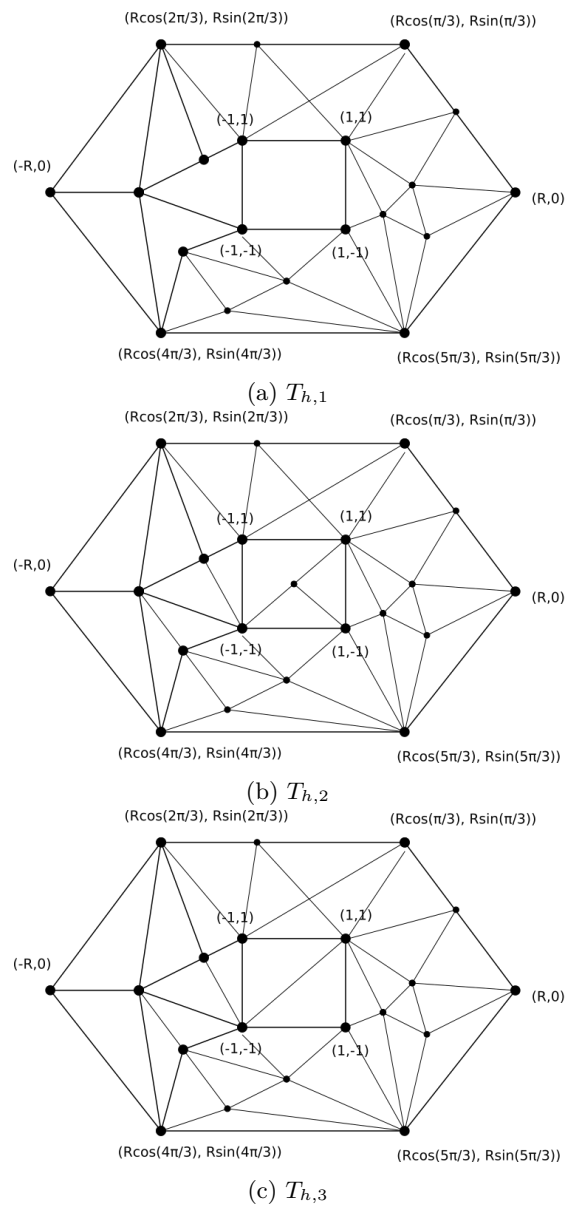 (Rcos(2π/3), Rsin(2π/3)) (Rcos(π/3), Rsin(π/3))
(-1,1) (1,1)
(-R,0) (R,0)
(-1,-1) (1,-1)
(Rcos(4π/3), Rsin(4π/3)) (Rcos(5π/3), Rsin(5π/3))
(a) T_{h,1}
(Rcos(2π/3), Rsin(2π/3)) (Rcos(π/3), Rsin(π/3))
(-1,1) (1,1)
(-R,0) (R,0)
(-1,-1) (1,-1)
(Rcos(4π/3), Rsin(4π/3)) (Rcos(5π/3), Rsin(5π/3))
(b) T_{h,2}
(Rcos(2π/3), Rsin(2π/3)) (Rcos(π/3), Rsin(π/3))
(-1,1) (1,1)
(-R,0) (R,0)
(-1,-1) (1,-1)
(Rcos(4π/3), Rsin(4π/3)) (Rcos(5π/3), Rsin(5π/3))
(c) T_{h,3}